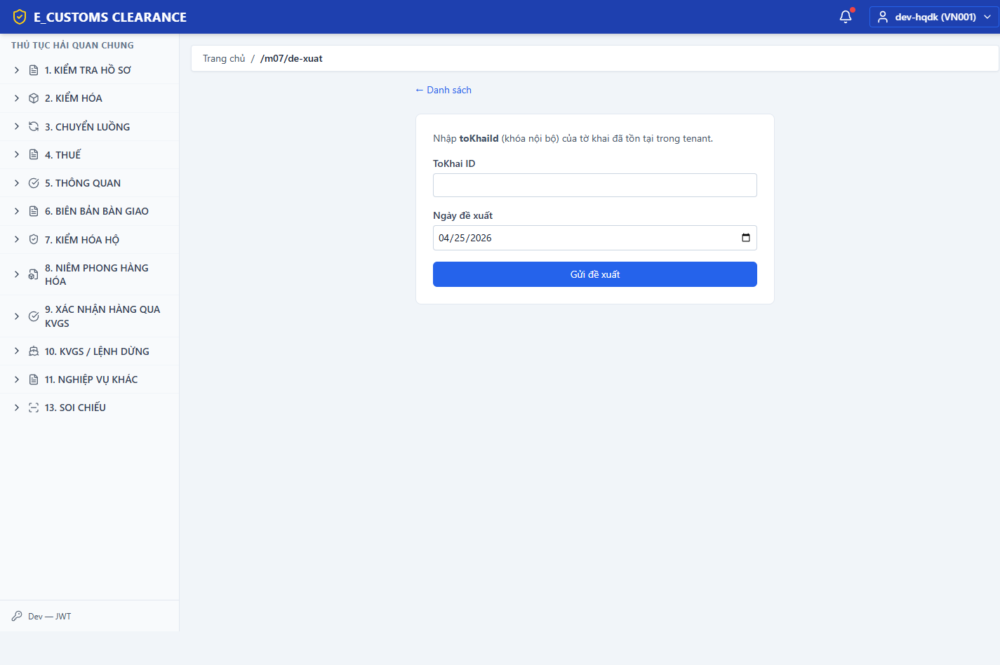 E_CUSTOMS CLEARANCE
dev-hqdk (VN001)
THỦ TỤC HẢI QUAN CHUNG
1. KIỂM TRA HỒ SƠ
2. KIỂM HÓA
3. CHUYỂN LUỒNG
4. THUẾ
5. THÔNG QUAN
6. BIÊN BẢN BÀN GIAO
7. KIỂM HÓA HỘ
8. NIÊM PHONG HÀNG
HÓA
9. XÁC NHẬN HÀNG QUA
KVGS
10. KVGS / LỆNH DỪNG
11. NGHIỆP VỤ KHÁC
13. SOI CHIẾU
Dev — JWT
Trang chủ / /m07/de-xuat
← Danh sách
Nhập toKhaiId (khóa nội bộ) của tờ khai đã tồn tại trong tenant.
ToKhai ID
Ngày đề xuất
04/25/2026
Gửi đề xuất